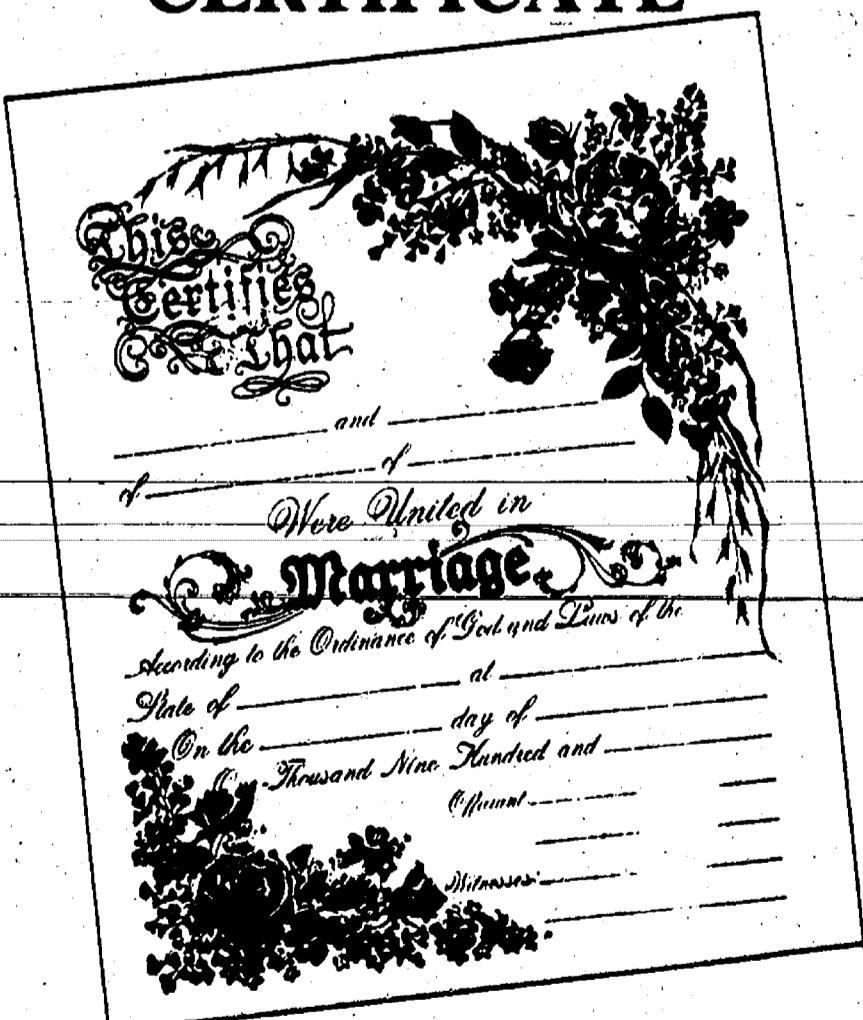 CERTIFICATE
This
Certifies
That
and
of of
Were United in
Marriage
According to the Ordinance of God and Laws of the
State of at
On the day of
One Thousand Nine Hundred and
Officiant
Witnesses